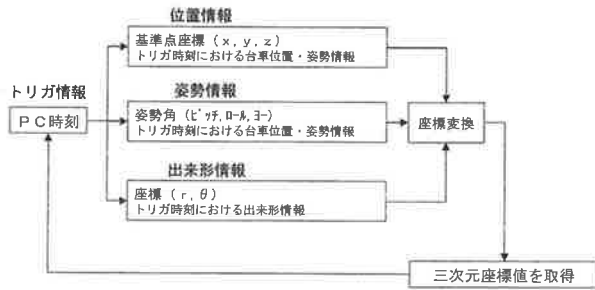 位置情報
基準点座標（x, y, z）
トリガ時刻における台車位置・姿勢情報
トリガ情報
PC時刻
姿勢情報
姿勢角（ピッチ,ロール,ヨー）
トリガ時刻における台車位置・姿勢情報
座標変換
出来形情報
座標（r, θ）
トリガ時刻における出来形情報
三次元座標値を取得